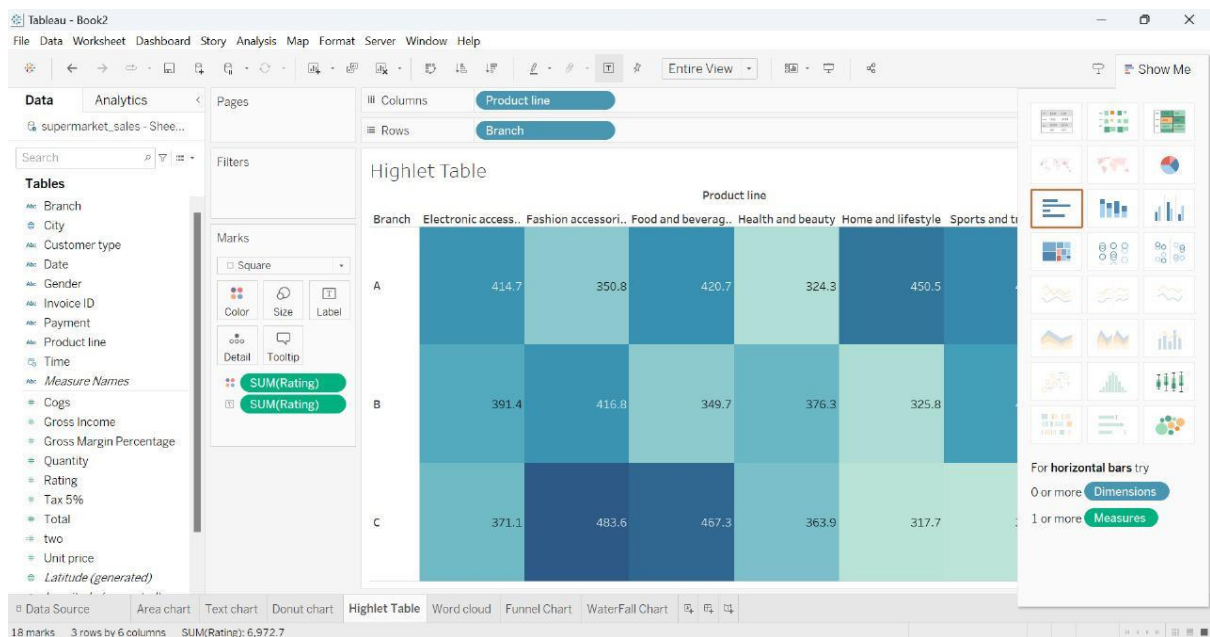 Tableau - Book2
File Data Worksheet Dashboard Story Analysis Map Format Server Window Help
Entire View
Show Me
Data Analytics
supermarket_sales - Shee...
Search
Tables
Branch
City
Customer type
Date
Gender
Invoice ID
Payment
Product line
Time
Measure Names
Cogs
Gross Income
Gross Margin Percentage
Quantity
Rating
Tax 5%
Total
two
Unit price
Latitude (generated)
Pages
Filters
Marks
Square
Color Size Label
Detail Tooltip
SUM(Rating)
SUM(Rating)
Columns Product line
Rows Branch
Highlet Table
Product line
Branch Electronic access.. Fashion accessori.. Food and beverag.. Health and beauty Home and lifestyle Sports and tr
A 414.7 350.8 420.7 324.3 450.5
B 391.4 416.8 349.7 376.3 325.8
C 371.1 483.6 467.3 363.9 317.7
For horizontal bars try
0 or more Dimensions
1 or more Measures
Data Source Area chart Text chart Donut chart Highlet Table Word cloud Funnel Chart WaterFall Chart
18 marks 3 rows by 6 columns SUM(Rating): 6,972.7